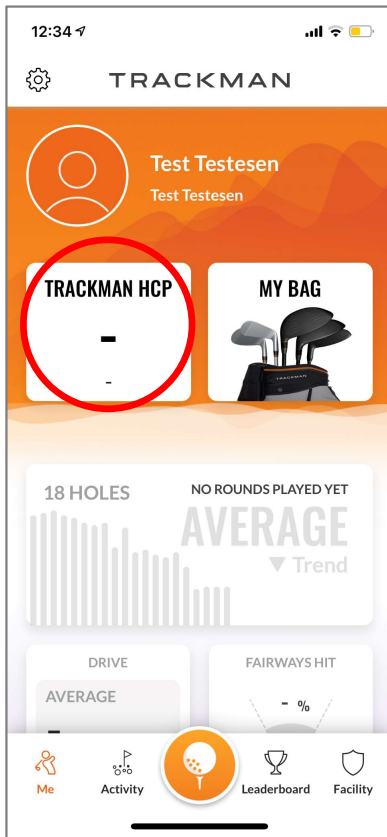 12:34
TRACKMAN
Test Testesen
Test Testesen
TRACKMAN HCP
-
-
MY BAG
TRACKMAN
18 HOLES
NO ROUNDS PLAYED YET
AVERAGE
▼ Trend
DRIVE
AVERAGE
-
FAIRWAYS HIT
- %
Me
Activity
Leaderboard
Facility